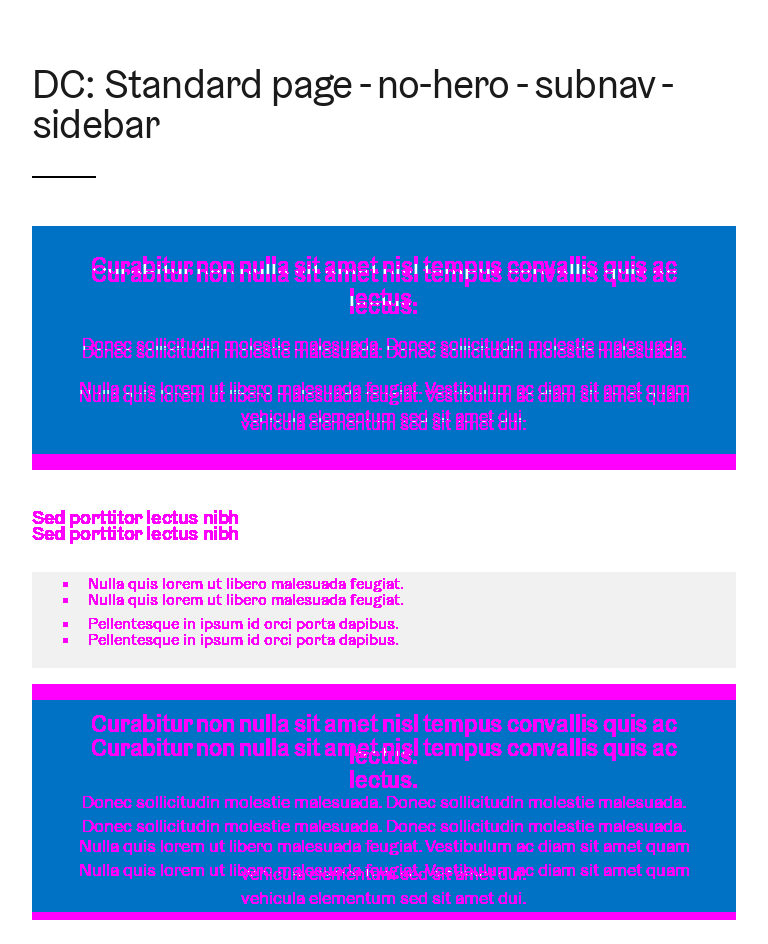 DC: Standard page - no-hero - subnav -
sidebar
Curabitur non nulla sit amet nisl tempus convallis quis ac
Curabitur non nulla sit amet nisl tempus convallis quis ac
lectus.
lectus.
Donec sollicitudin molestie malesuada. Donec sollicitudin molestie malesuada.
Donec sollicitudin molestie malesuada. Donec sollicitudin molestie malesuada.
Nulla quis lorem ut libero malesuada feugiat. Vestibulum ac diam sit amet quam
Nulla quis lorem ut libero malesuada feugiat. Vestibulum ac diam sit amet quam
vehicula elementum sed sit amet dui.
vehicula elementum sed sit amet dui.
Sed porttitor lectus nibh
Sed porttitor lectus nibh
▪ Nulla quis lorem ut libero malesuada feugiat.
▪ Nulla quis lorem ut libero malesuada feugiat.
▪ Pellentesque in ipsum id orci porta dapibus.
▪ Pellentesque in ipsum id orci porta dapibus.
Curabitur non nulla sit amet nisl tempus convallis quis ac
Curabitur non nulla sit amet nisl tempus convallis quis ac
lectus.
lectus.
Donec sollicitudin molestie malesuada. Donec sollicitudin molestie malesuada.
Donec sollicitudin molestie malesuada. Donec sollicitudin molestie malesuada.
Nulla quis lorem ut libero malesuada feugiat. Vestibulum ac diam sit amet quam
Nulla quis lorem ut libero malesuada feugiat. Vestibulum ac diam sit amet quam
vehicula elementum sed sit amet dui.
vehicula elementum sed sit amet dui.